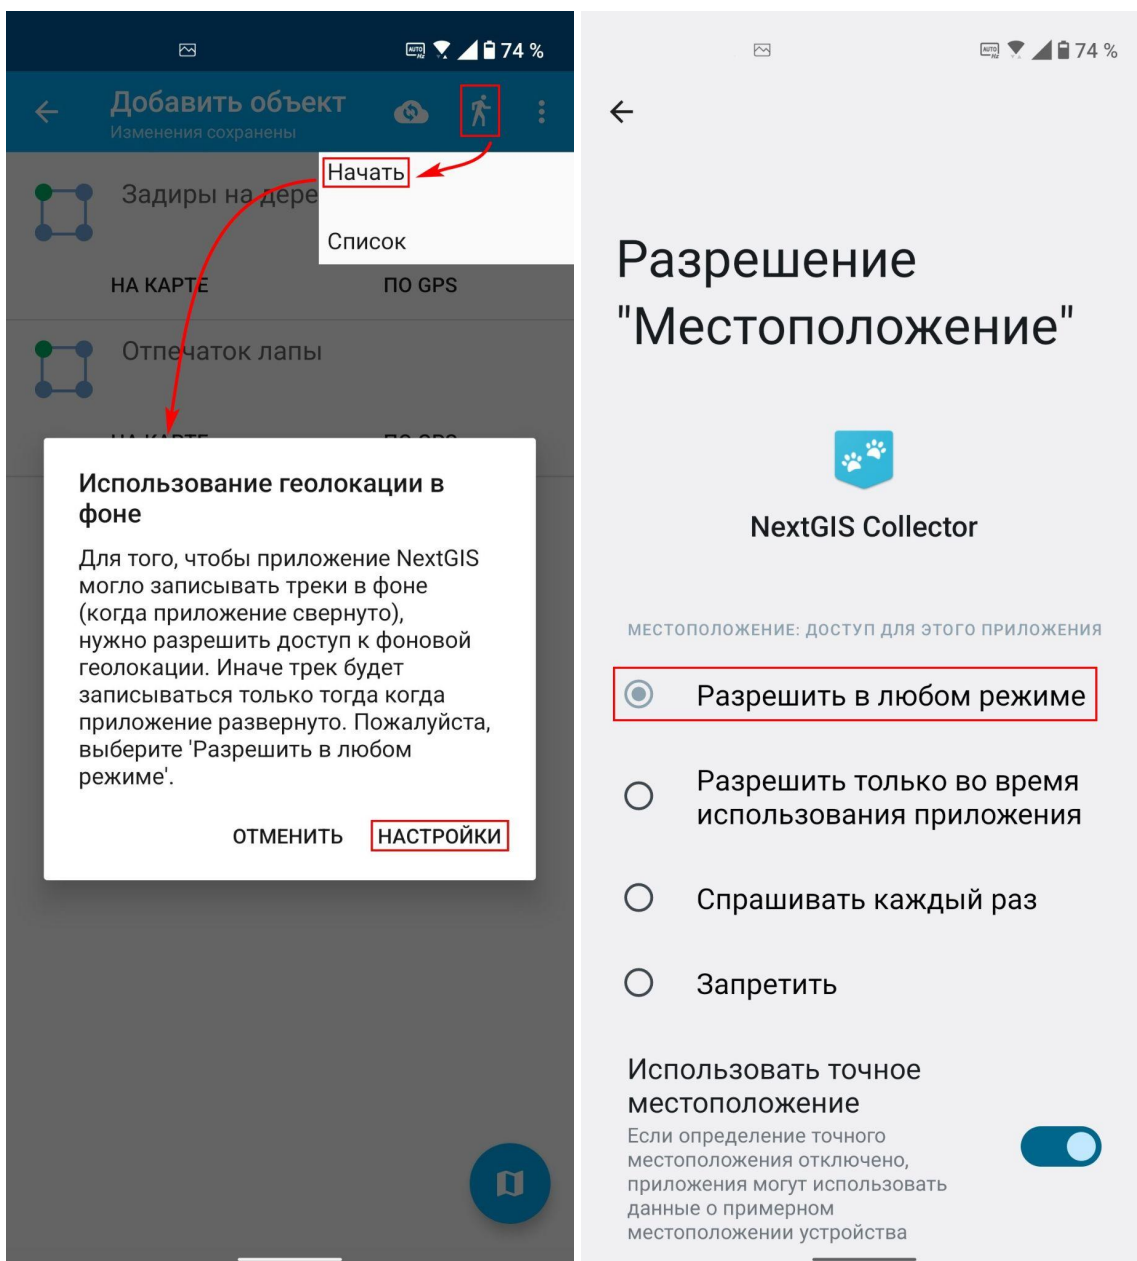 74 %
Добавить объект
Изменения сохранены
Начать
Задиры на дере
Список
НА КАРТЕ
ПО GPS
Отпечаток лапы
НА КАРТЕ
ПО GPS
Использование геолокации в
фоне
Для того, чтобы приложение NextGIS
могло записывать треки в фоне
(когда приложение свернуто),
нужно разрешить доступ к фоновой
геолокации. Иначе трек будет
записываться только тогда когда
приложение развернуто. Пожалуйста,
выберите 'Разрешить в любом
режиме'.
ОТМЕНИТЬ
НАСТРОЙКИ
74 %
Разрешение
"Местоположение"
NextGIS Collector
МЕСТОПОЛОЖЕНИЕ: ДОСТУП ДЛЯ ЭТОГО ПРИЛОЖЕНИЯ
Разрешить в любом режиме
Разрешить только во время
использования приложения
Спрашивать каждый раз
Запретить
Использовать точное
местоположение
Если определение точного
местоположения отключено,
приложения могут использовать
данные о примерном
местоположении устройства